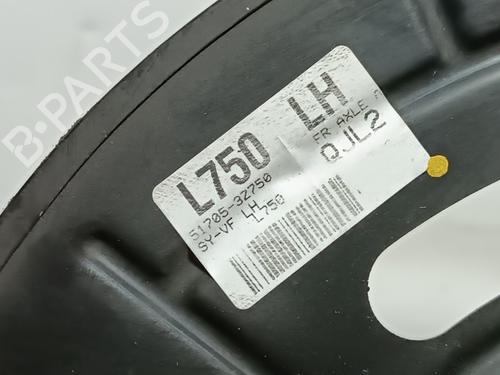 B-PARTS
L750 LH
51705-3Z750 FR AXLE
SY-VF LH QJL2
L750